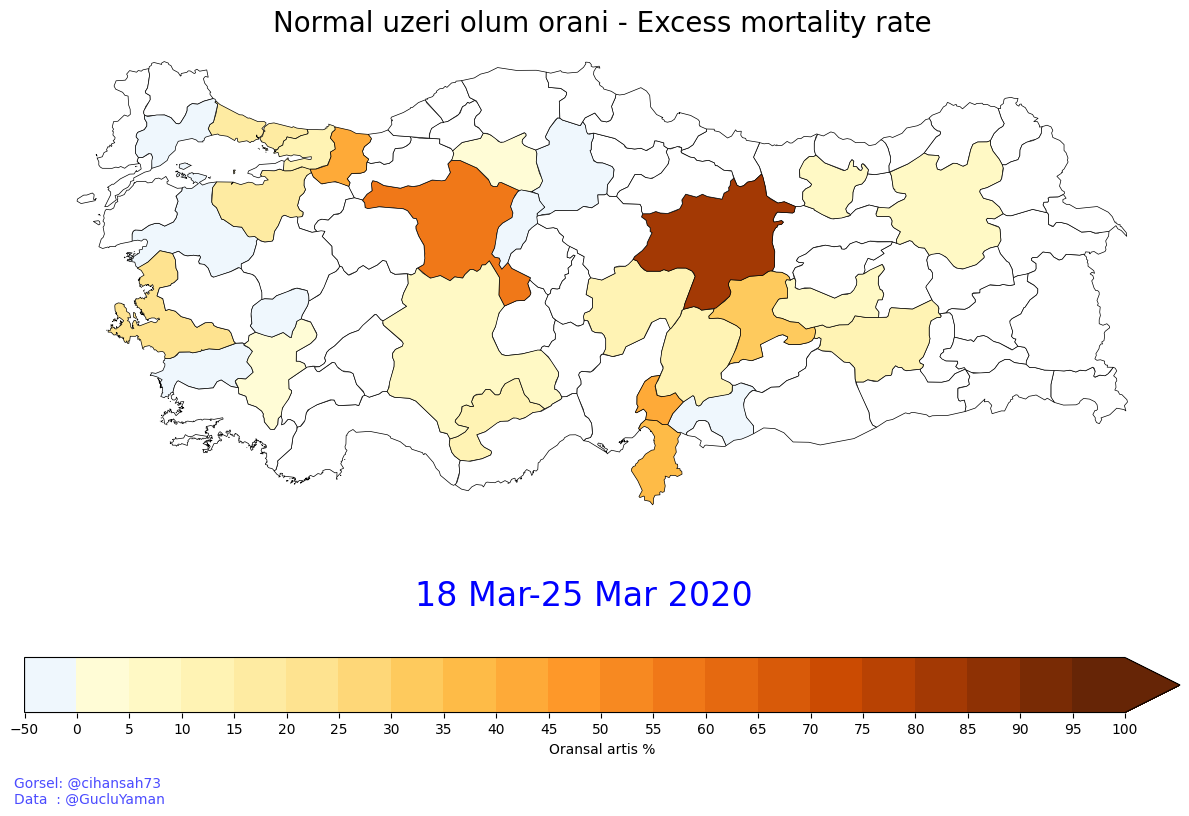 Normal uzeri olum orani - Excess mortality rate
18 Mar-25 Mar 2020
−50 0 5 10 15 20 25 30 35 40 45 50 55 60 65 70 75 80 85 90 95 100
Oransal artis %
Gorsel: @cihansah73
Data  : @GucluYaman